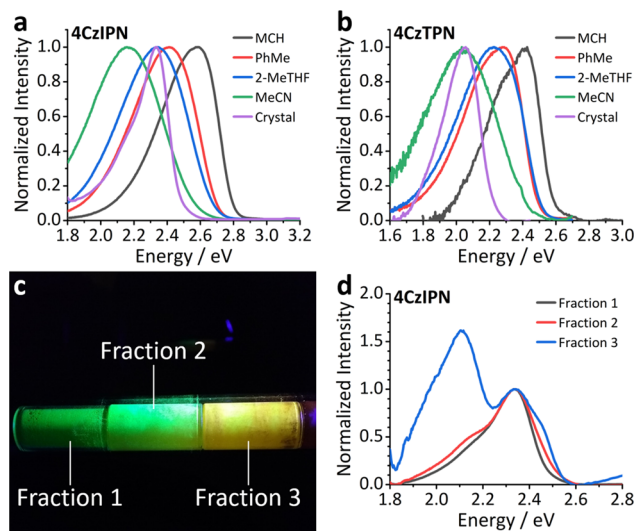 a
4CzIPN
MCH
PhMe
2-MeTHF
MeCN
Crystal
Normalized Intensity
1.0
0.8
0.6
0.4
0.2
0.0
1.8 2.0 2.2 2.4 2.6 2.8 3.0 3.2
Energy / eV
b
4CzTPN
MCH
PhMe
2-MeTHF
MeCN
Crystal
Normalized Intensity
1.0
0.8
0.6
0.4
0.2
0.0
1.6 1.8 2.0 2.2 2.4 2.6 2.8 3.0
Energy / eV
c
Fraction 2
Fraction 1
Fraction 3
d
4CzIPN
Fraction 1
Fraction 2
Fraction 3
Normalized Intensity
2.0
1.5
1.0
0.5
0.0
1.8 2.0 2.2 2.4 2.6 2.8
Energy / eV